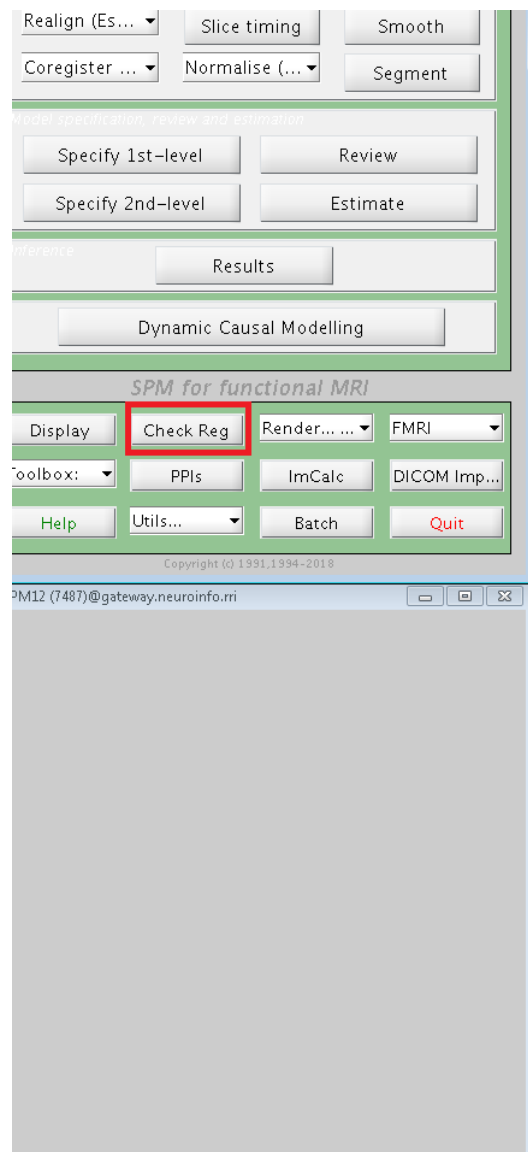 Realign (Es... Slice timing Smooth
Coregister ... Normalise (... Segment
Model specification, review and estimation
Specify 1st-level Review
Specify 2nd-level Estimate
Inference
Results
Dynamic Causal Modelling
SPM for functional MRI
Display Check Reg Render... ... FMRI
Toolbox: PPIs ImCalc DICOM Imp...
Help Utils... Batch Quit
Copyright (c) 1991,1994-2018
PM12 (7487)@gateway.neuroinfo.rri